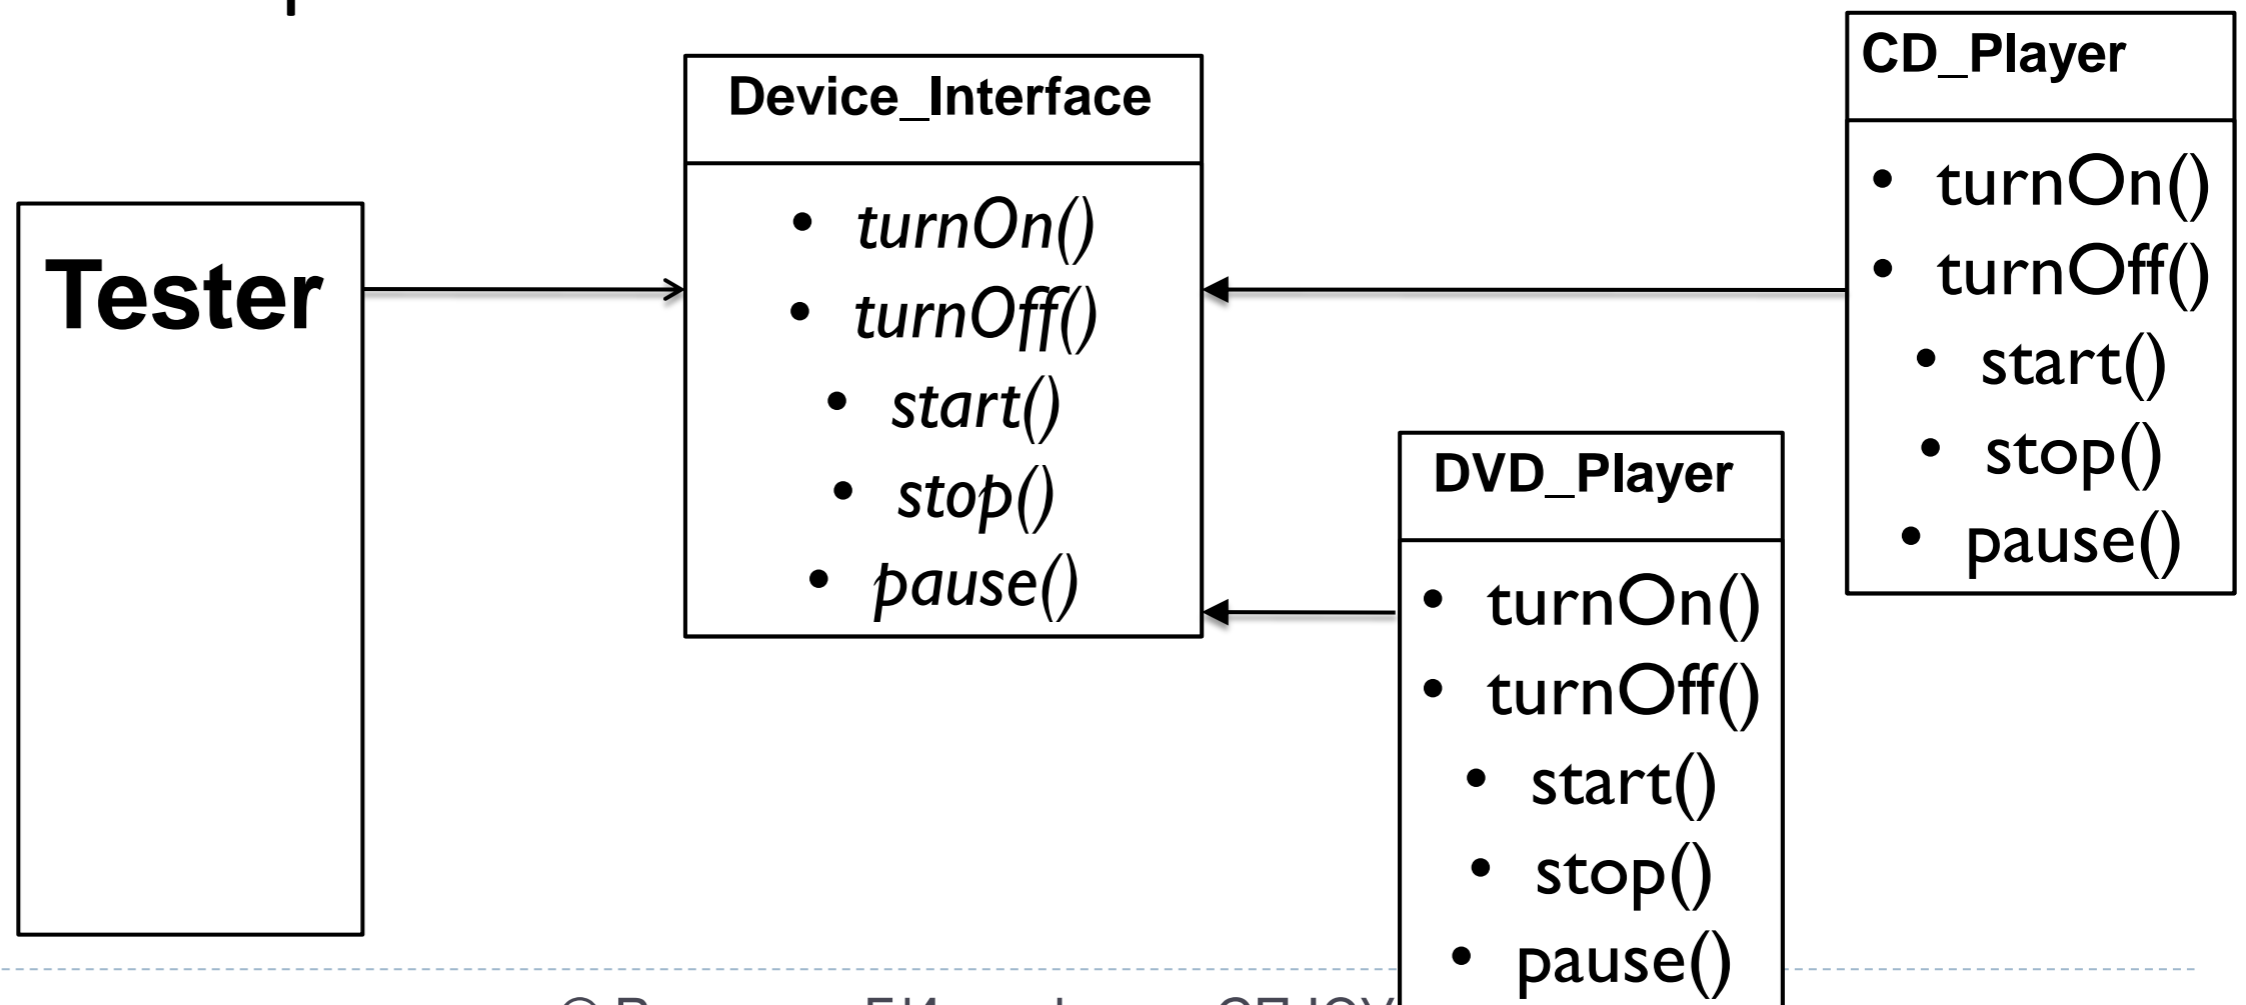 Tester
Device_Interface
• turnOn()
• turnOff()
• start()
• stop()
• pause()
CD_Player
• turnOn()
• turnOff()
• start()
• stop()
• pause()
DVD_Player
• turnOn()
• turnOff()
• start()
• stop()
• pause()